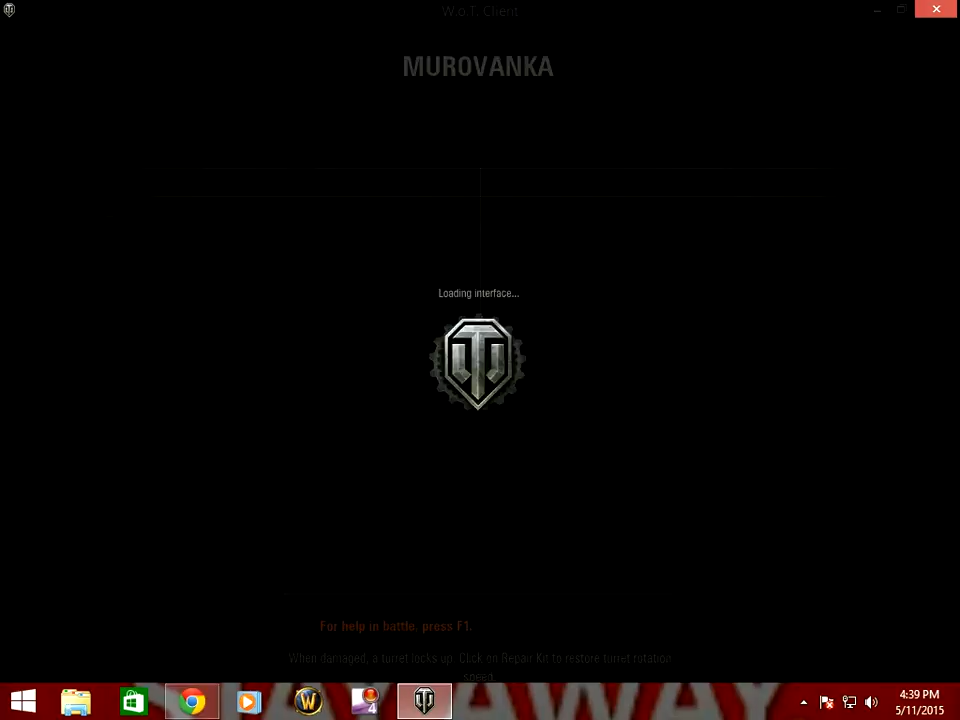 W.o.T. Client
MUROVANKA
Loading interface...
For help in battle, press F1.
When damaged, a turret locks up. Click on Repair Kit to restore turret rotation
speed.
AWAY
4:39 PM
5/11/2015